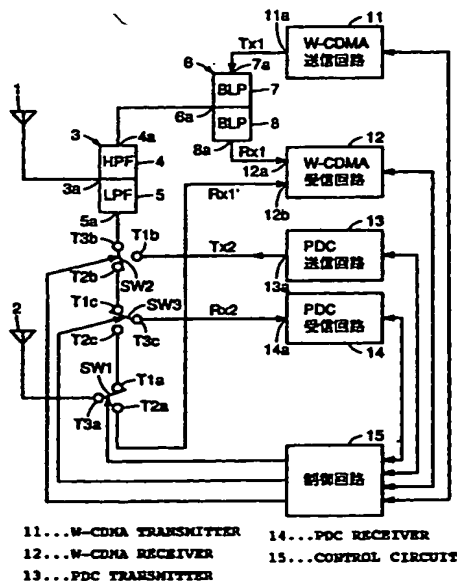 11
11a
Tx1
W-CDMA
送信回路
6
7a
BLP
7
1
6a
BLP
8
3
4a
8a
Rx1
12
HPF
4
12a
W-CDMA
受信回路
3a
LPF
5
Rx1'
12b
5a
13
T3b
T1b
Tx2
PDC
送信回路
T2b
SW2
13a
T1c
SW3
Rx2
PDC
受信回路
2
T2c
T3c
14a
14
SW1
T1a
T3a
T2a
15
制御回路
11...W-CDMA TRANSMITTER
12...W-CDMA RECEIVER
13...PDC TRANSMITTER
14...PDC RECEIVER
15...CONTROL CIRCUIT